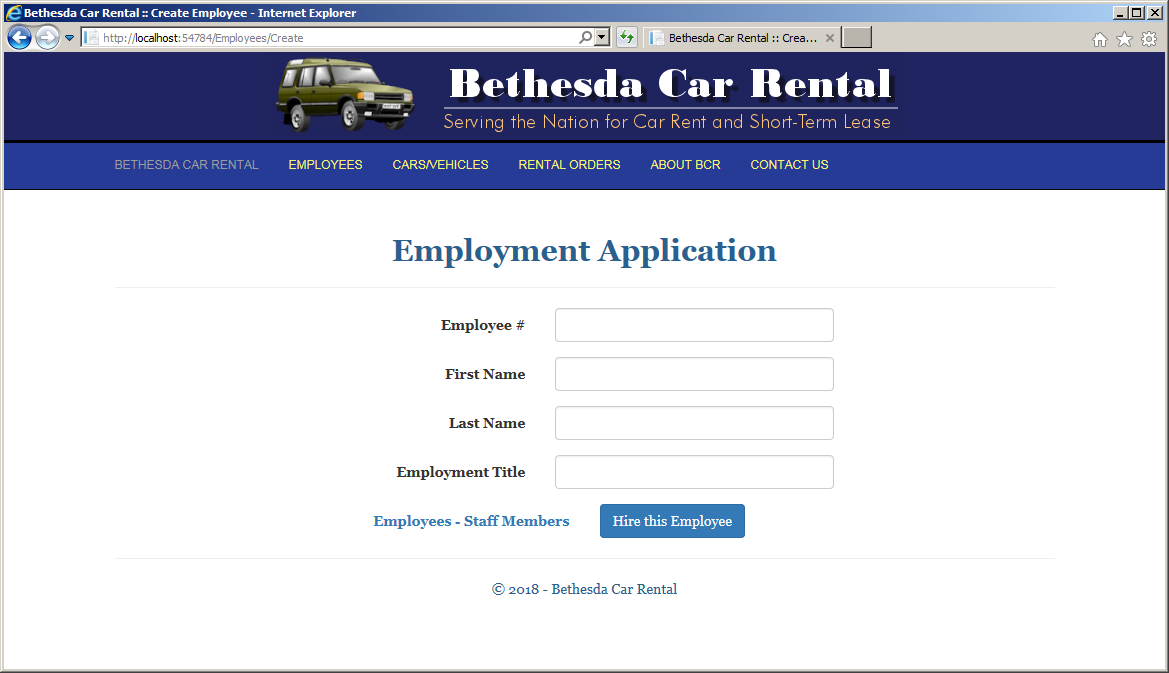 Bethesda Car Rental :: Create Employee - Internet Explorer
http://localhost:54784/Employees/Create
Bethesda Car Rental :: Crea...
Bethesda Car Rental
Serving the Nation for Car Rent and Short-Term Lease
BETHESDA CAR RENTAL EMPLOYEES CARS/VEHICLES RENTAL ORDERS ABOUT BCR CONTACT US
Employment Application
Employee #
First Name
Last Name
Employment Title
Employees - Staff Members Hire this Employee
© 2018 - Bethesda Car Rental